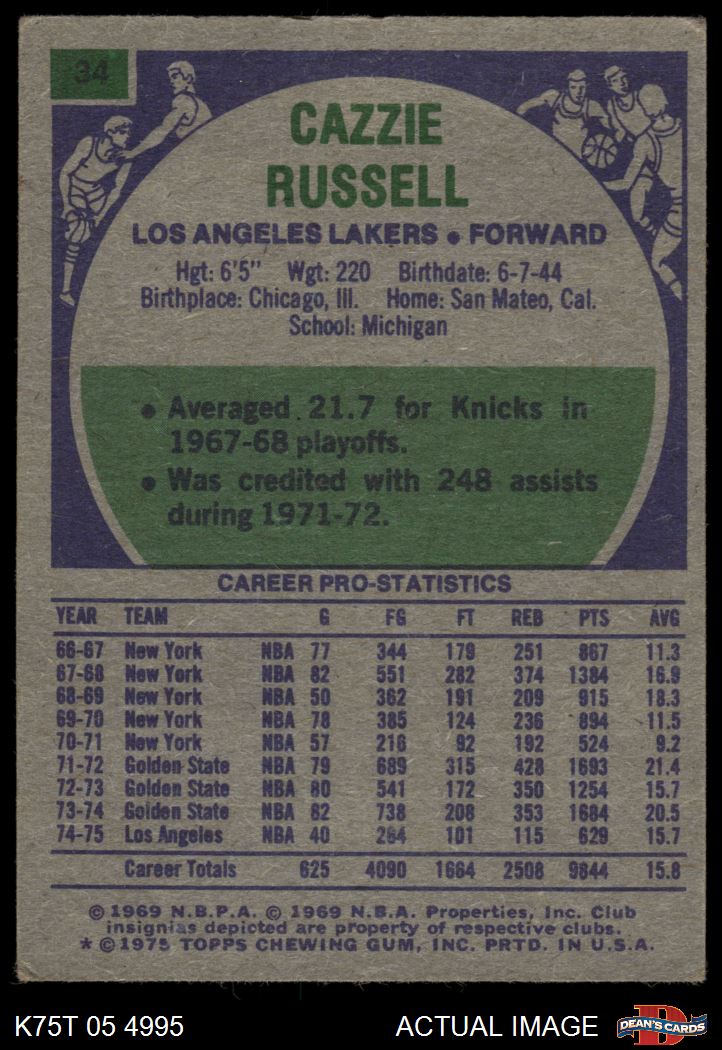 34
CAZZIE
RUSSELL
LOS ANGELES LAKERS • FORWARD
Hgt: 6'5" Wgt: 220 Birthdate: 6-7-44
Birthplace: Chicago, Ill. Home: San Mateo, Cal.
School: Michigan
• Averaged 21.7 for Knicks in
1967-68 playoffs.
• Was credited with 248 assists
during 1971-72.
CAREER PRO-STATISTICS
YEAR TEAM G FG FT REB PTS AVG
66-67 New York NBA 77 344 179 251 867 11.3
67-68 New York NBA 82 551 282 374 1384 16.9
68-69 New York NBA 50 362 191 209 915 18.3
69-70 New York NBA 78 385 124 236 894 11.5
70-71 New York NBA 57 216 92 192 524 9.2
71-72 Golden State NBA 79 689 315 428 1693 21.4
72-73 Golden State NBA 80 541 172 350 1254 15.7
73-74 Golden State NBA 82 738 208 353 1684 20.5
74-75 Los Angeles NBA 40 264 101 115 629 15.7
Career Totals 625 4090 1664 2508 9844 15.8
© 1969 N.B.P.A. © 1969 N.B.A. Properties, Inc. Club
insignias depicted are property of respective clubs.
* © 1975 TOPPS CHEWING GUM, INC. PRTD. IN U.S.A.
K75T 05 4995 ACTUAL IMAGE
D
DEAN'S CARDS